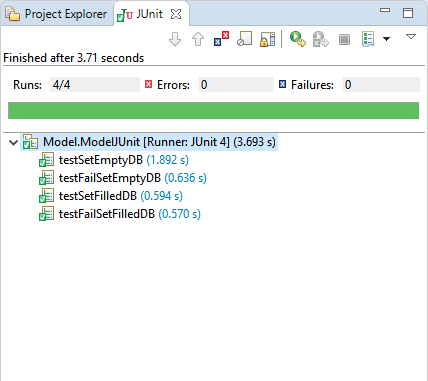 Project Explorer JUnit
Finished after 3.71 seconds
Runs: 4/4 Errors: 0 Failures: 0
Model.ModelJUnit [Runner: JUnit 4] (3.693 s)
testSetEmptyDB (1.892 s)
testFailSetEmptyDB (0.636 s)
testSetFilledDB (0.594 s)
testFailSetFilledDB (0.570 s)